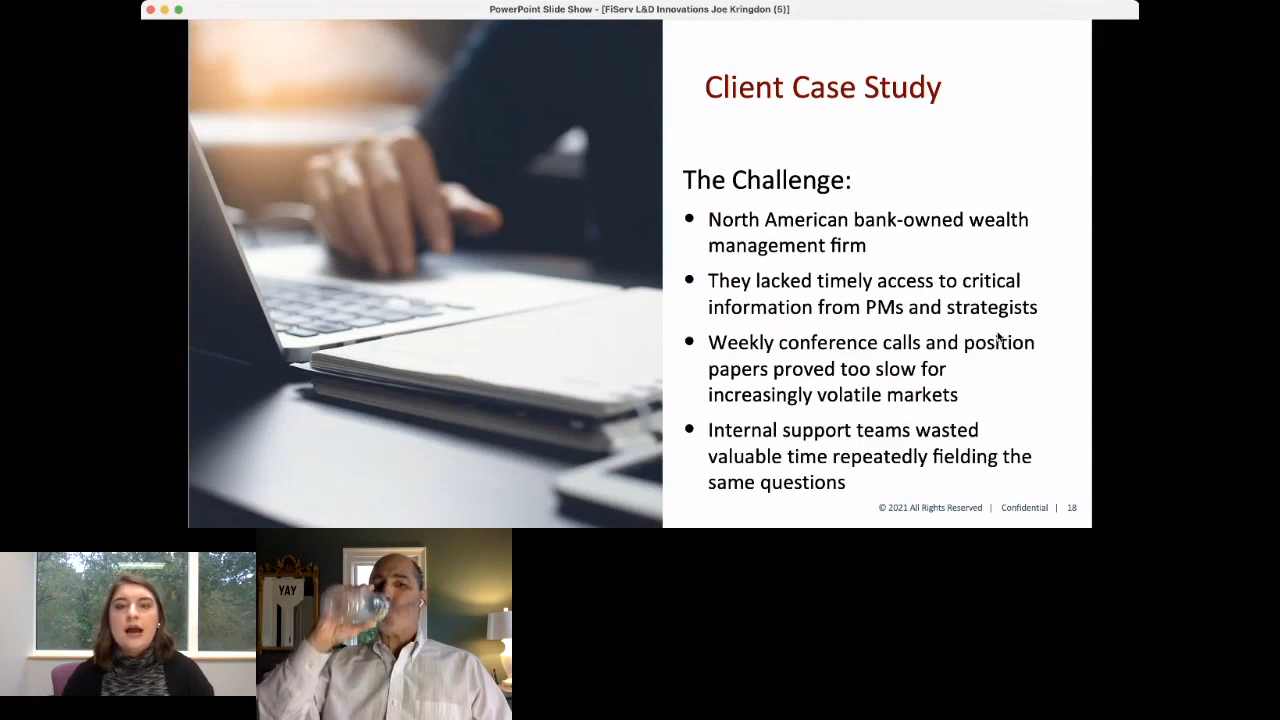 PowerPoint Slide Show - [FiServ L&D Innovations Joe Kringdon (5)]
Client Case Study
The Challenge:
• North American bank-owned wealth
management firm
• They lacked timely access to critical
information from PMs and strategists
• Weekly conference calls and position
papers proved too slow for
increasingly volatile markets
• Internal support teams wasted
valuable time repeatedly fielding the
same questions
© 2021 All Rights Reserved | Confidential | 18
YAY